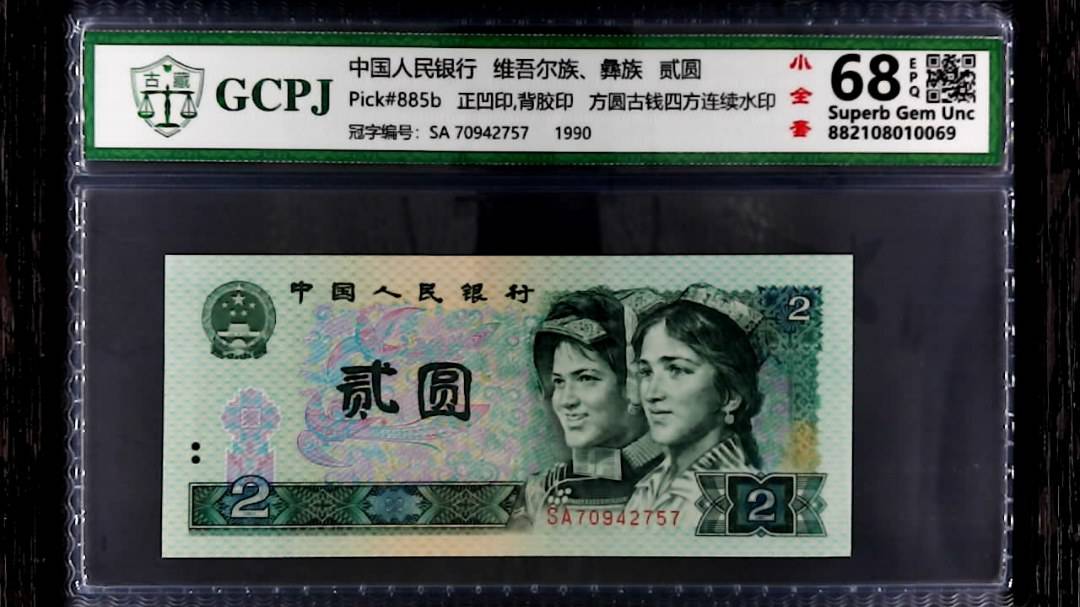 古藏
GCPJ
中国人民银行 维吾尔族、彝族 贰圆
Pick#885b 正凹印,背胶印 方圆古钱四方连续水印
冠字编号: SA 70942757 1990
小全套
68 EPQ
Superb Gem Unc
882108010069
中国人民银行
2
贰圆
2
SA70942757
2